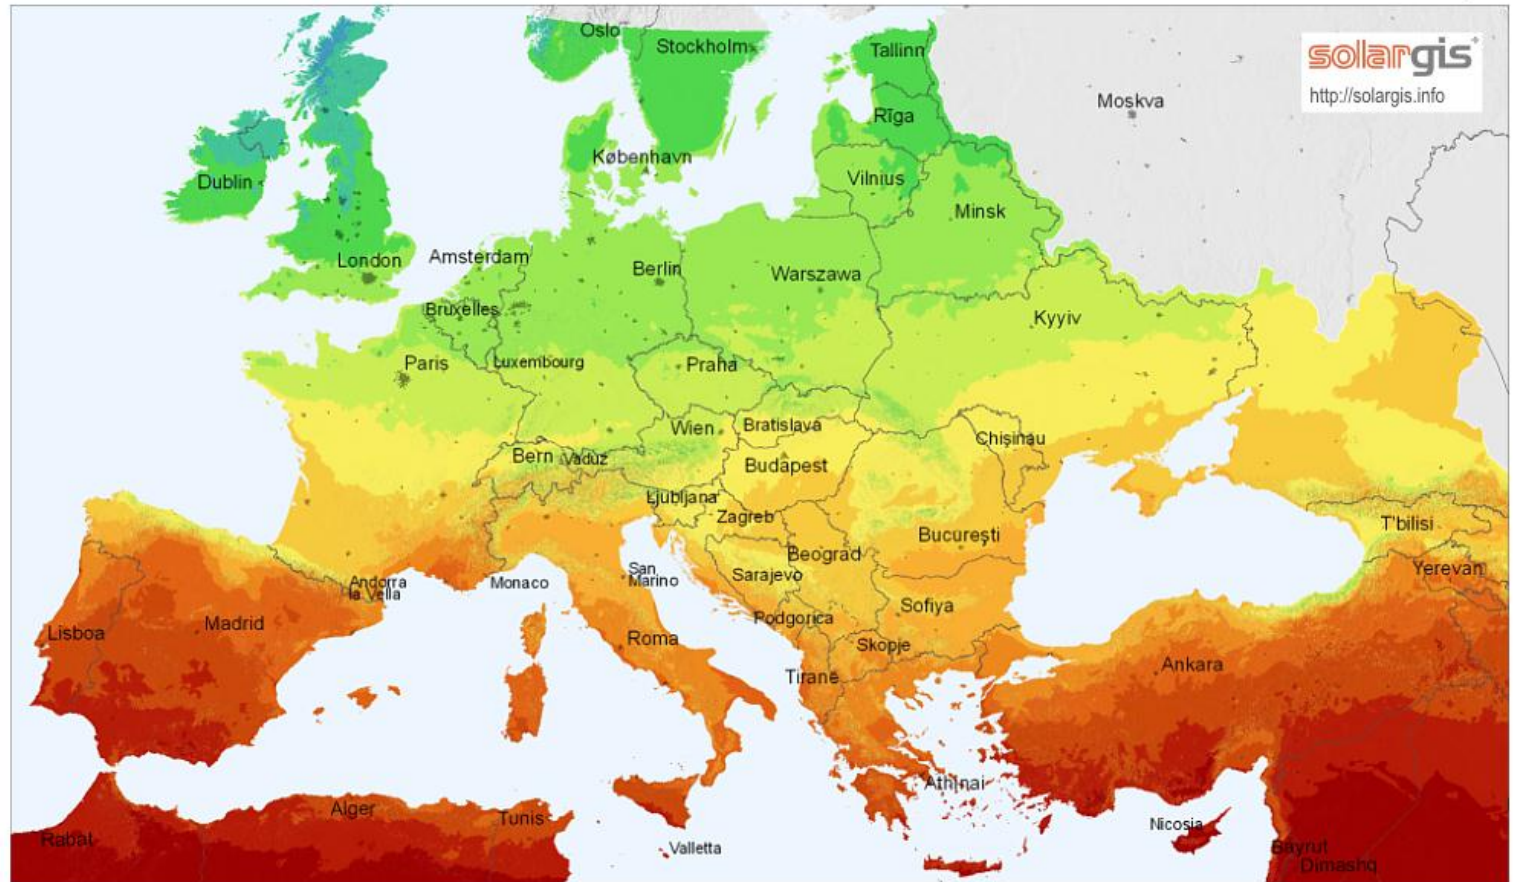 Oslo
Stockholm
Tallinn
solargis
http://solargis.info
Moskva
Rīga
København
Dublin
Vilnius
Minsk
London
Amsterdam
Berlin
Warszawa
Bruxelles
Kyyiv
Paris
Luxembourg
Praha
Wien
Bratislava
Chişinau
Bern
Vaduz
Budapest
Ljubljana
Zagreb
T'bilisi
Bucureşti
Beograd
Yerevan
Andorra
la Vella
Monaco
San
Marino
Sarajevo
Sofiya
Podgorica
Lisboa
Madrid
Roma
Skopje
Ankara
Tirane
Athinai
Alger
Tunis
Nicosia
Rabat
Valletta
Bayrut
Dimashq